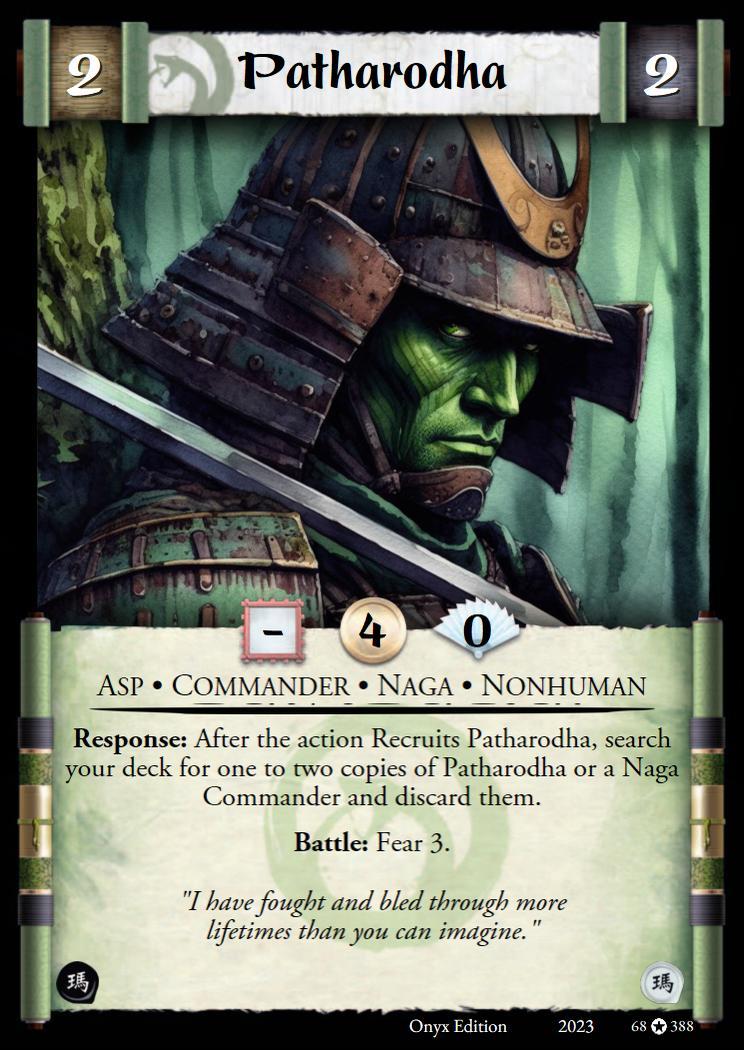 2 Patharodha 2
- 4 0
ASP • COMMANDER • NAGA • NONHUMAN
Response: After the action Recruits Patharodha, search
your deck for one to two copies of Patharodha or a Naga
Commander and discard them.
Battle: Fear 3.
"I have fought and bled through more
lifetimes than you can imagine."
瑪 瑪
Onyx Edition 2023 68 ✪ 388